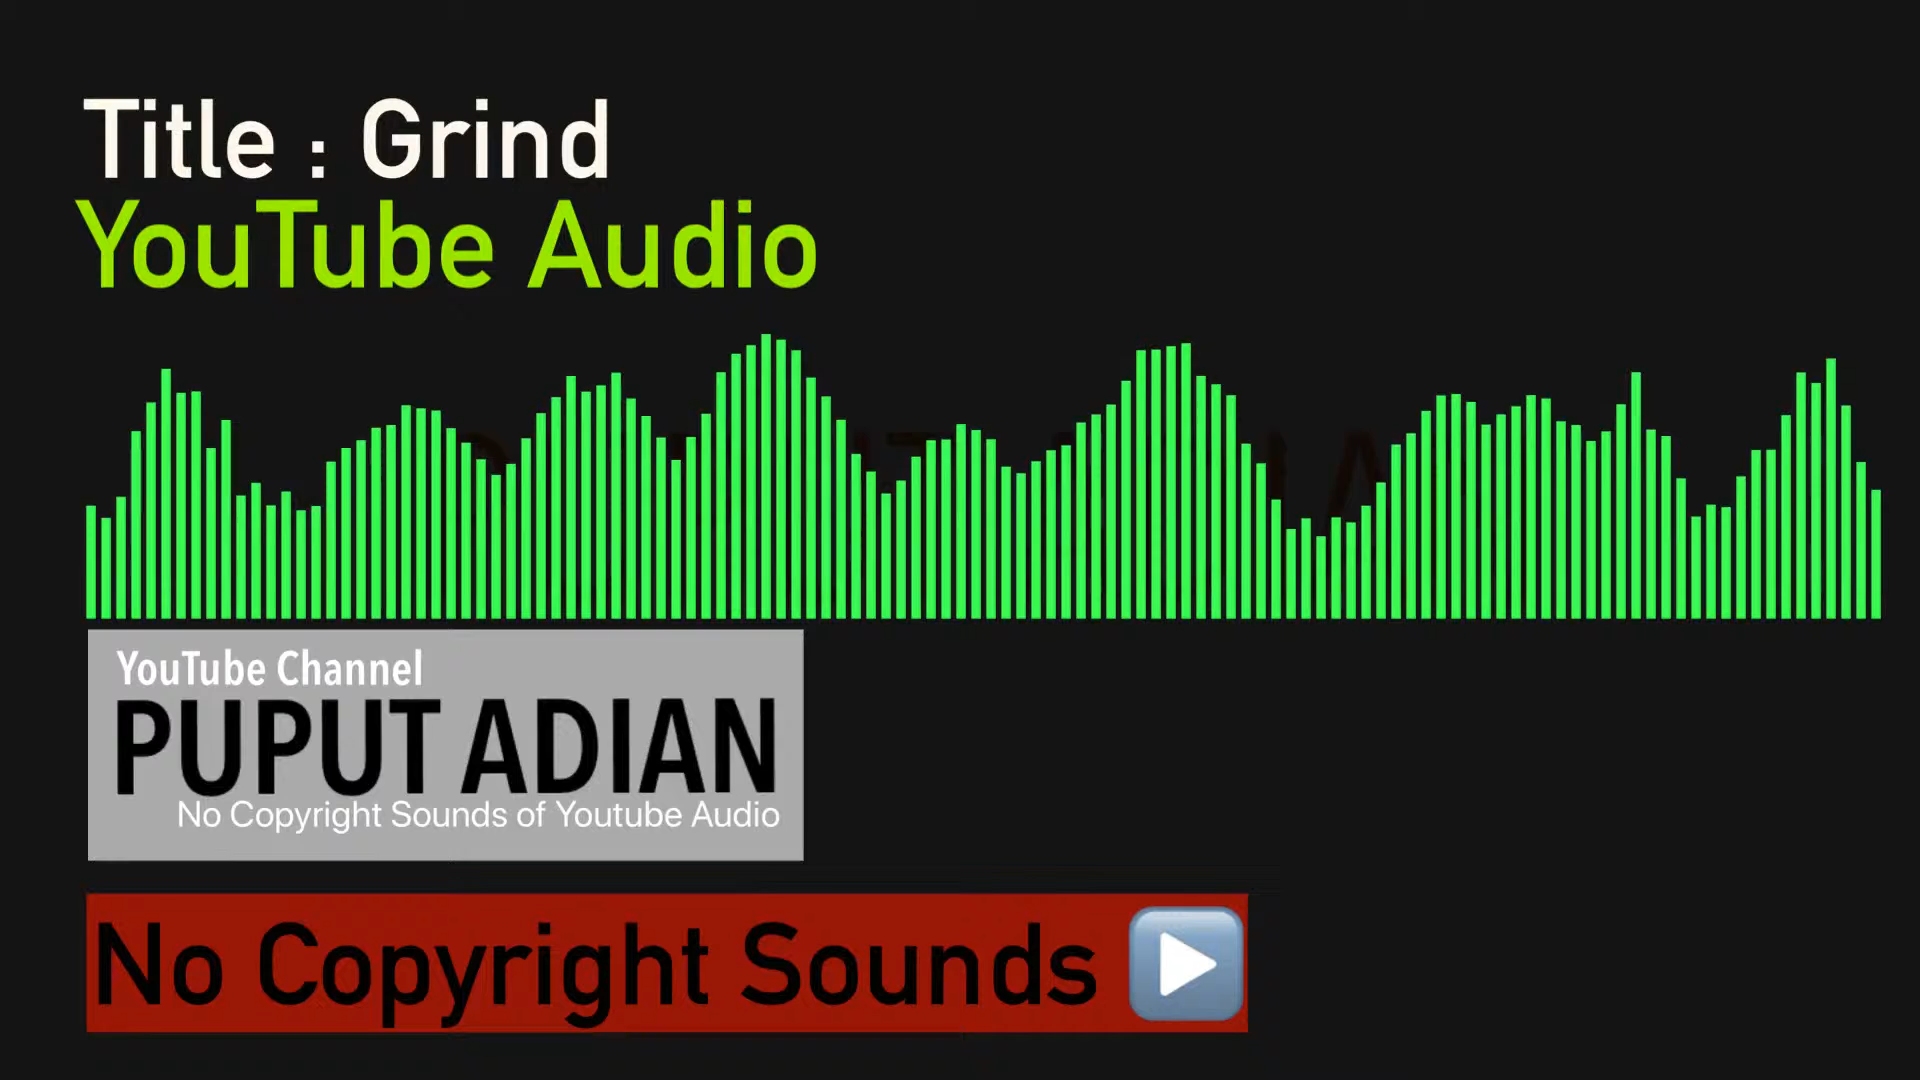 Title : Grind
YouTube Audio
YouTube Channel
PUPUT ADIAN
No Copyright Sounds of Youtube Audio
No Copyright Sounds